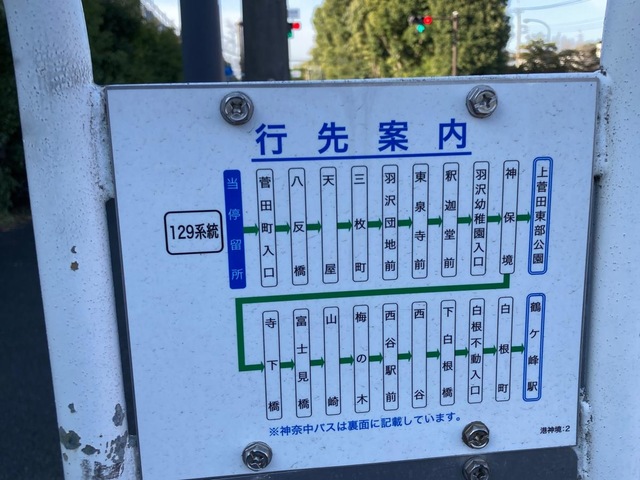 行先案内
129系統
当停留所
菅田町入口
八反橋
天屋
三枚町
羽沢団地前
東泉寺前
釈迦堂前
羽沢幼稚園入口
神保境
上菅田東部公園
寺下橋
富士見橋
山崎
梅の木
西谷駅前
西谷
下白根橋
白根不動入口
白根町
鶴ケ峰駅
※神奈中バスは裏面に記載しています。